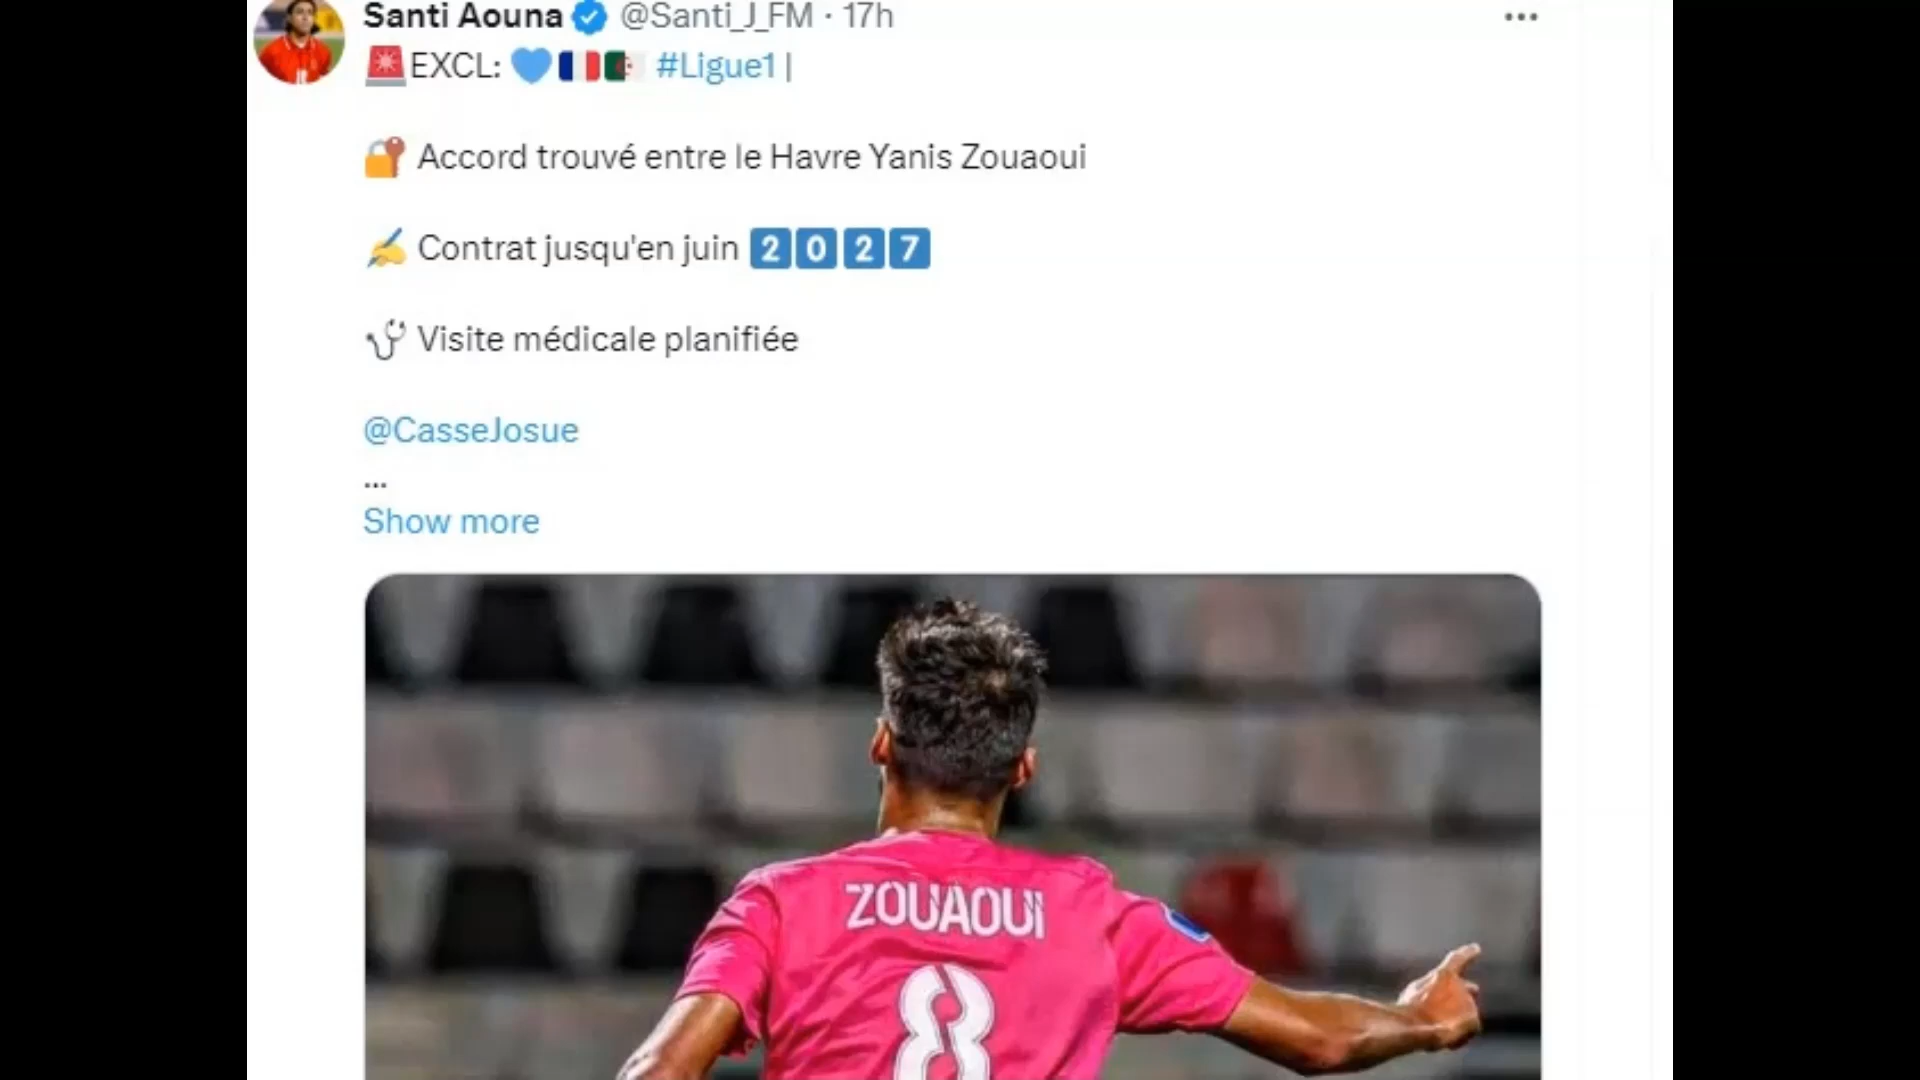 Santi Aouna @Santi_J_FM · 17h
EXCL: #Ligue1 |
Accord trouvé entre le Havre Yanis Zouaoui
Contrat jusqu'en juin 2027
Visite médicale planifiée
@CasseJosue
...
Show more
ZOUAOUI
8